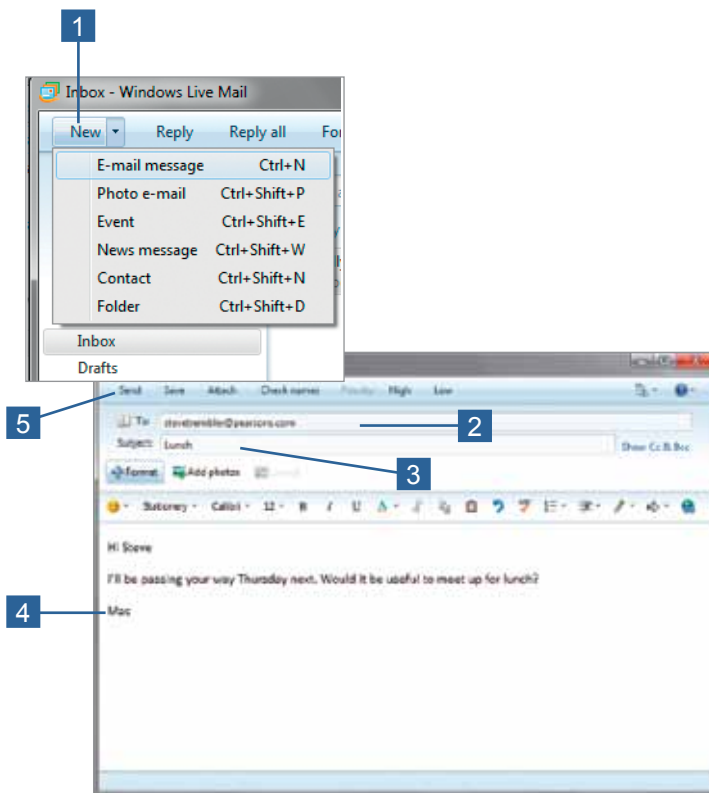 1
Inbox - Windows Live Mail
New Reply Reply all For
E-mail message Ctrl+N
Photo e-mail Ctrl+Shift+P
Event Ctrl+Shift+E
News message Ctrl+Shift+W
Contact Ctrl+Shift+N
Folder Ctrl+Shift+D
Inbox
Drafts
5
Send Save Attach Check names Priority High Low
To: 2
Subject: Lunch Show Cc & Bcc
3
Format Add photos
Stationery Calibri 12 B I U A
Hi Steve
I'll be passing your way Thursday next. Would it be useful to meet up for lunch?
4
Mac